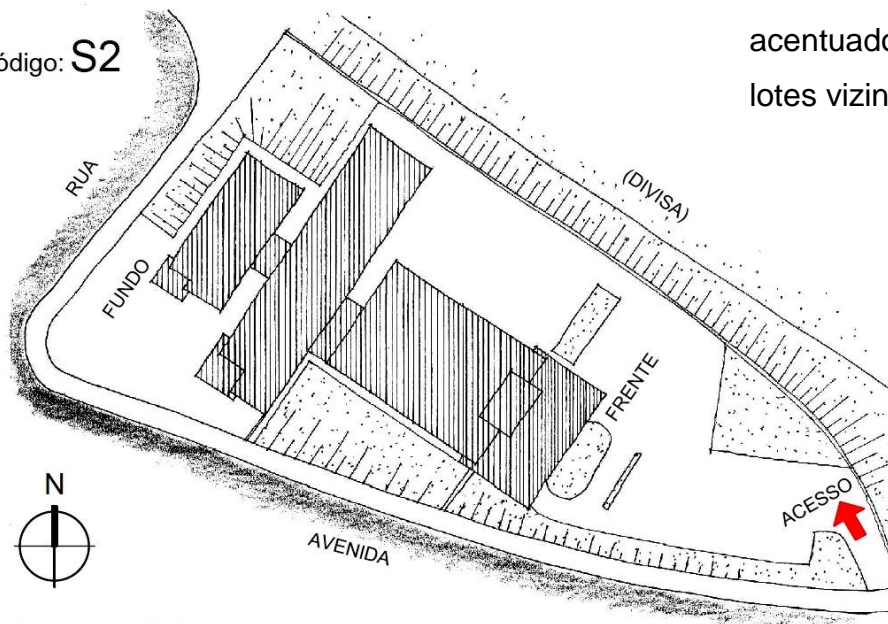 ódigo: S2
acentuado
lotes vizin
RUA
(DIVISA)
FUNDO
FRENTE
ACESSO
N
AVENIDA